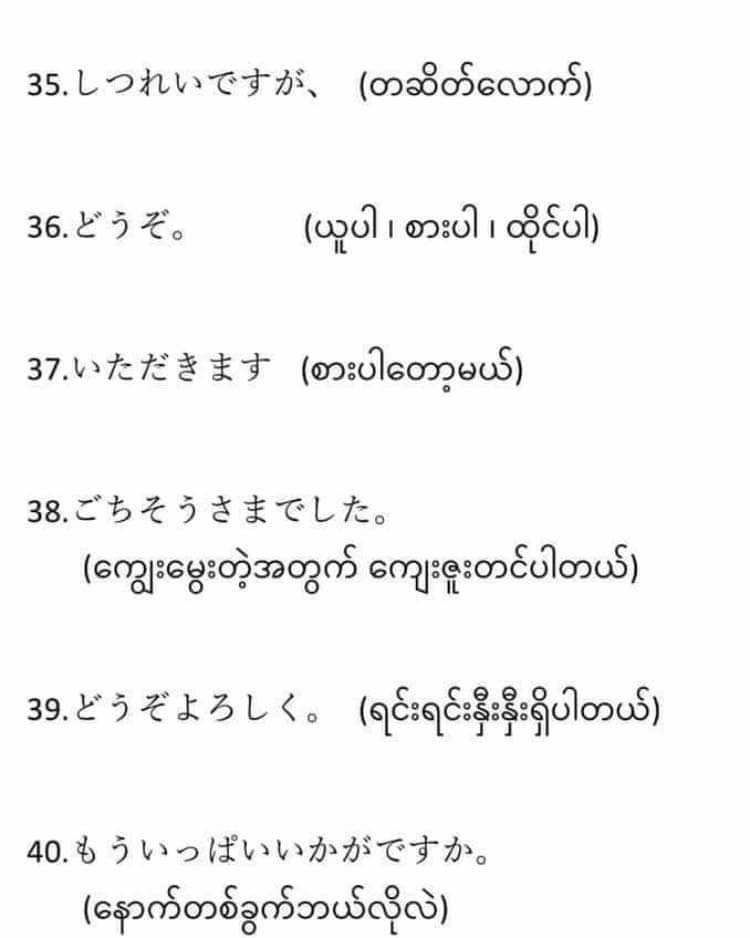 35.しつれいですが、 (တဆိတ်လောက်)
36.どうぞ。 (ယူပါ ၊ စားပါ ၊ ထိုင်ပါ)
37.いただきます (စားပါတော့မယ်)
38.ごちそうさまでした。
(ကျွေးမွေးတဲ့အတွက် ကျေးဇူးတင်ပါတယ်)
39.どうぞよろしく。 (ရင်းရင်းနှီးနှီးရှိပါတယ်)
40.もういっぱいいかがですか。
(နောက်တစ်ခွက်ဘယ်လိုလဲ)